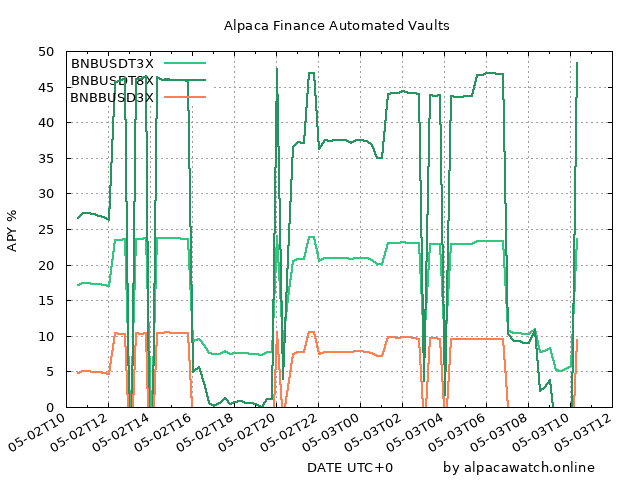 Alpaca Finance Automated Vaults
50
45
40
35
30
25
20
15
10
5
0
APY %
BNBUSDT3X
BNBUSDT8X
BNBBUSD3X
05-02T10
05-02T12
05-02T14
05-02T16
05-02T18
05-02T20
05-02T22
05-03T00
05-03T02
05-03T04
05-03T06
05-03T08
05-03T10
05-03T12
DATE UTC+0
by alpacawatch.online